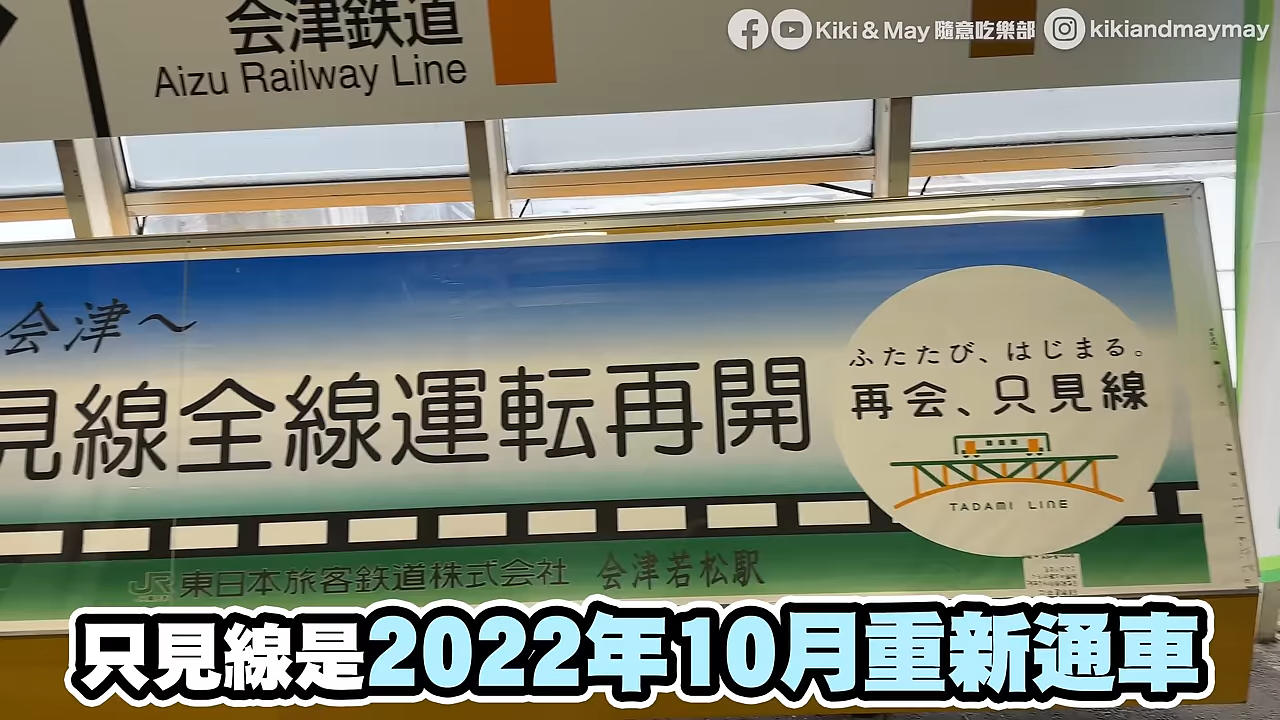 会津鉄道
Aizu Railway Line
Kiki & May 隨意吃樂部
kikiandmaymay
会津～
見線全線運転再開
ふたたび、はじまる。
再会、只見線
TADAMI LINE
JR 東日本旅客鉄道株式会社 会津若松駅
只見線是2022年10月重新通車